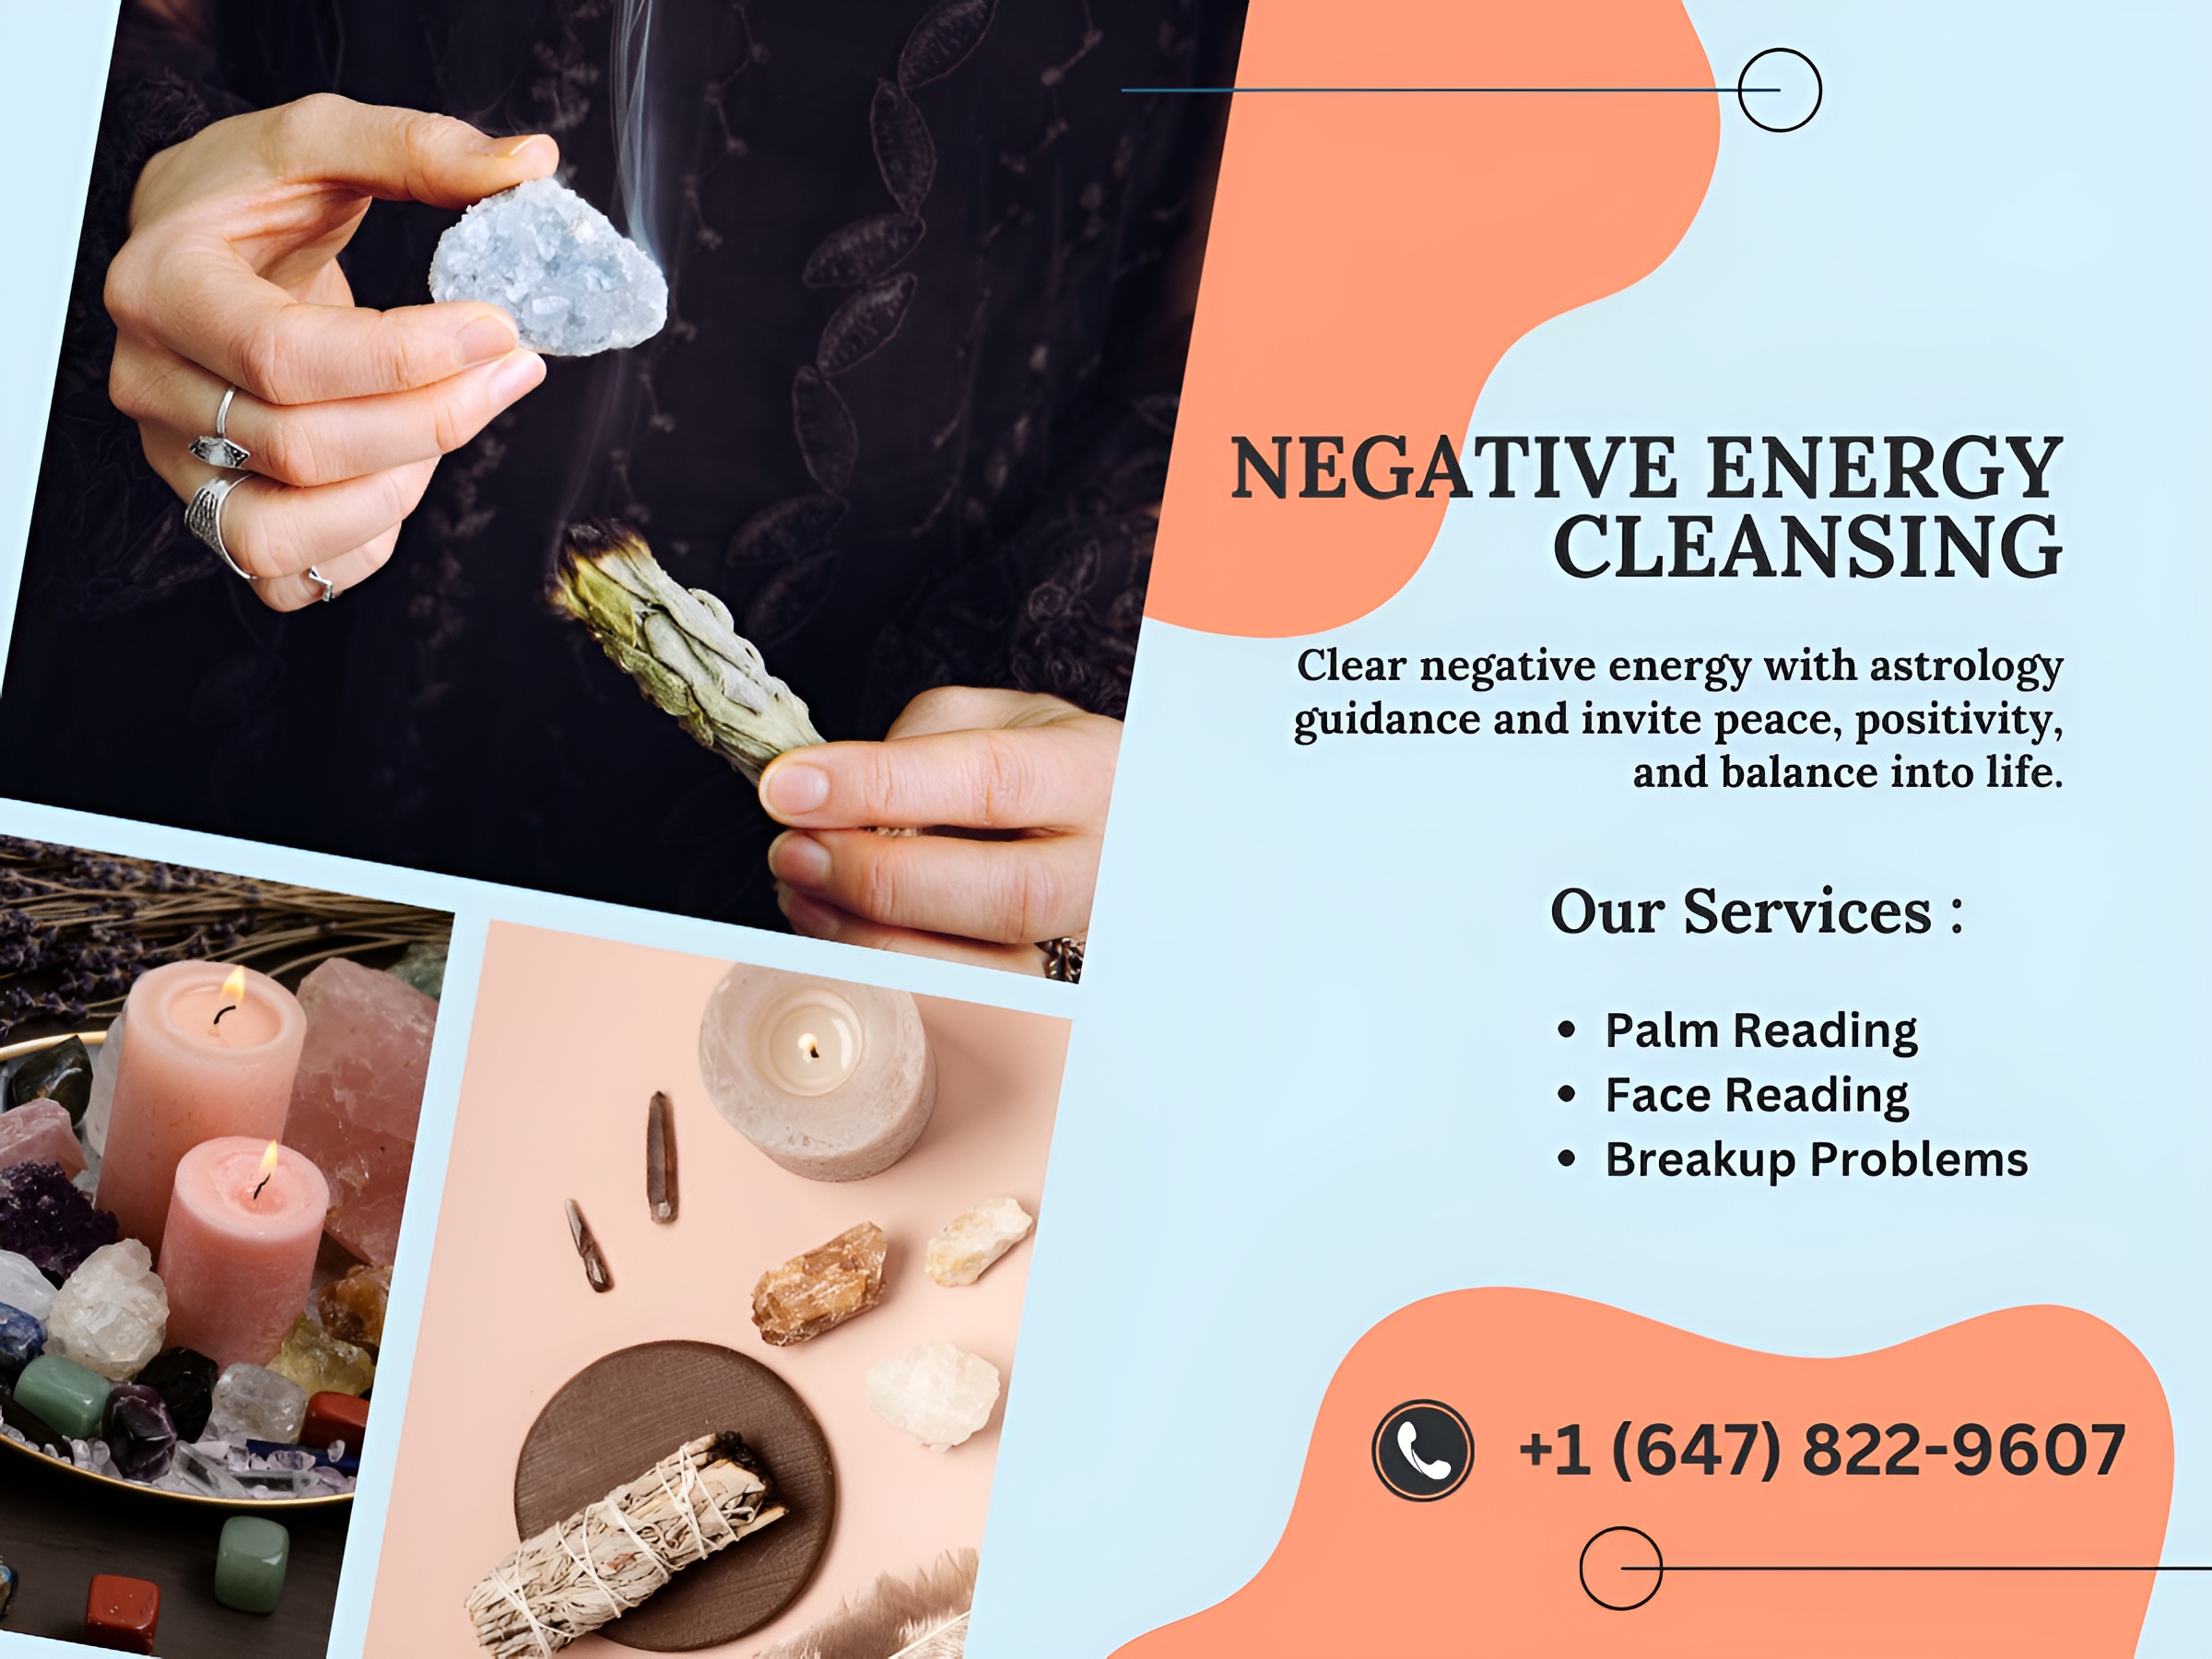 NEGATIVE ENERGY
CLEANSING
Clear negative energy with astrology
guidance and invite peace, positivity,
and balance into life.
Our Services :
• Palm Reading
• Face Reading
• Breakup Problems
+1 (647) 822-9607